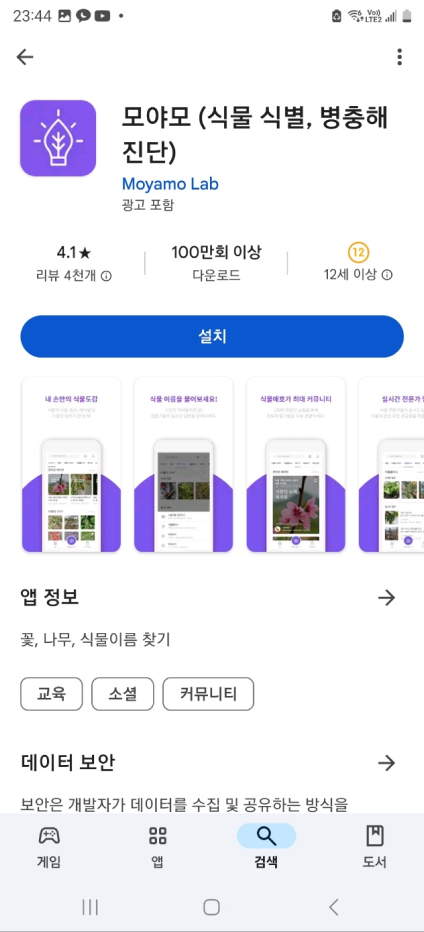 23:44
Vo)) LTE2
모야모 (식물 식별, 병충해
진단)
Moyamo Lab
광고 포함
4.1★
리뷰 4천개
100만회 이상
다운로드
12
12세 이상
설치
내 손안의 식물도감
식물 이름을 물어보세요!
식물애호가 최대 커뮤니티
실시간 전문가
앱 정보
꽃, 나무, 식물이름 찾기
교육
소셜
커뮤니티
데이터 보안
보안은 개발자가 데이터를 수집 및 공유하는 방식을
게임
앱
검색
도서